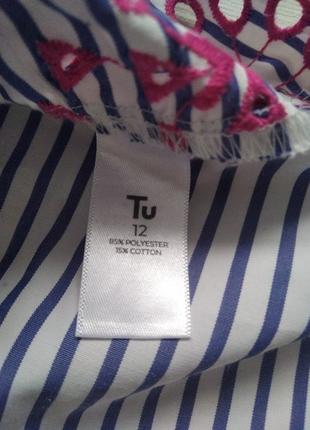 Tu
12
85% POLYESTER
15% COTTON